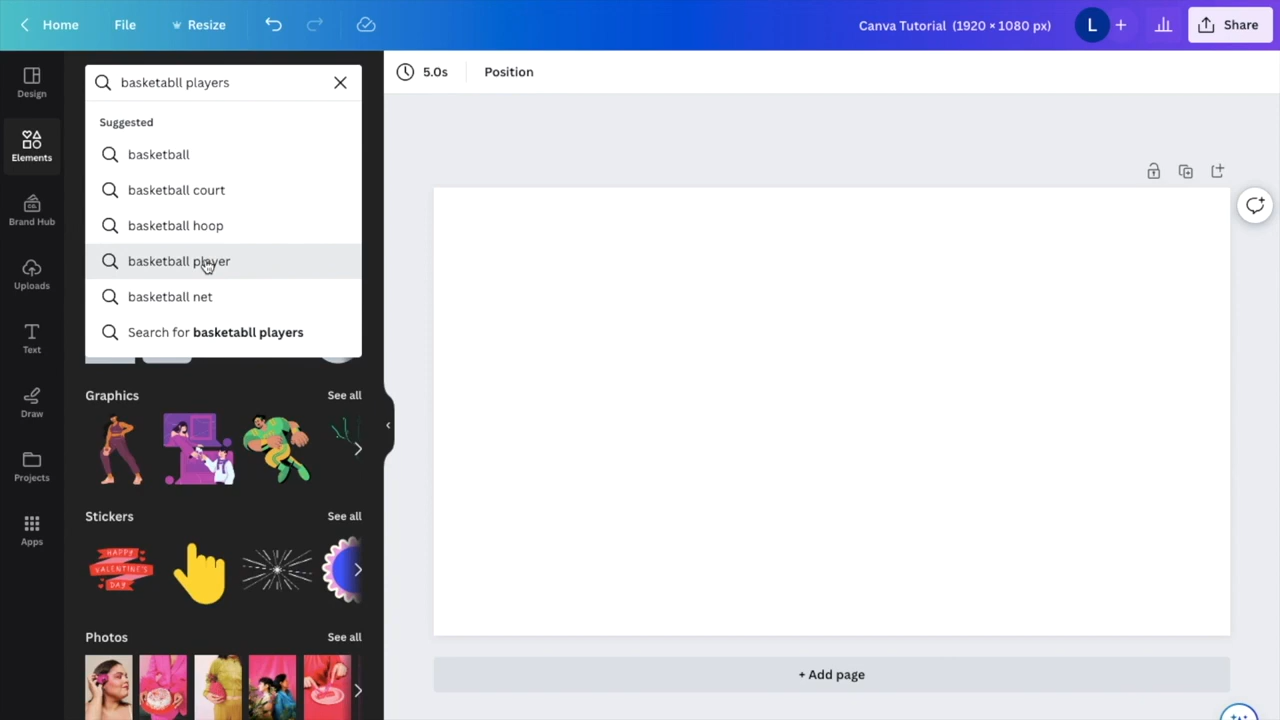 Home
File
Resize
Canva Tutorial (1920 × 1080 px)
L
+
Share
Design
Elements
Brand Hub
Uploads
Text
Draw
Projects
Apps
basketabll players
Suggested
basketball
basketball court
basketball hoop
basketball player
basketball net
Search for basketabll players
Graphics
See all
Stickers
See all
HAPPY
VALENTINE'S
DAY
Photos
See all
5.0s
Position
+ Add page